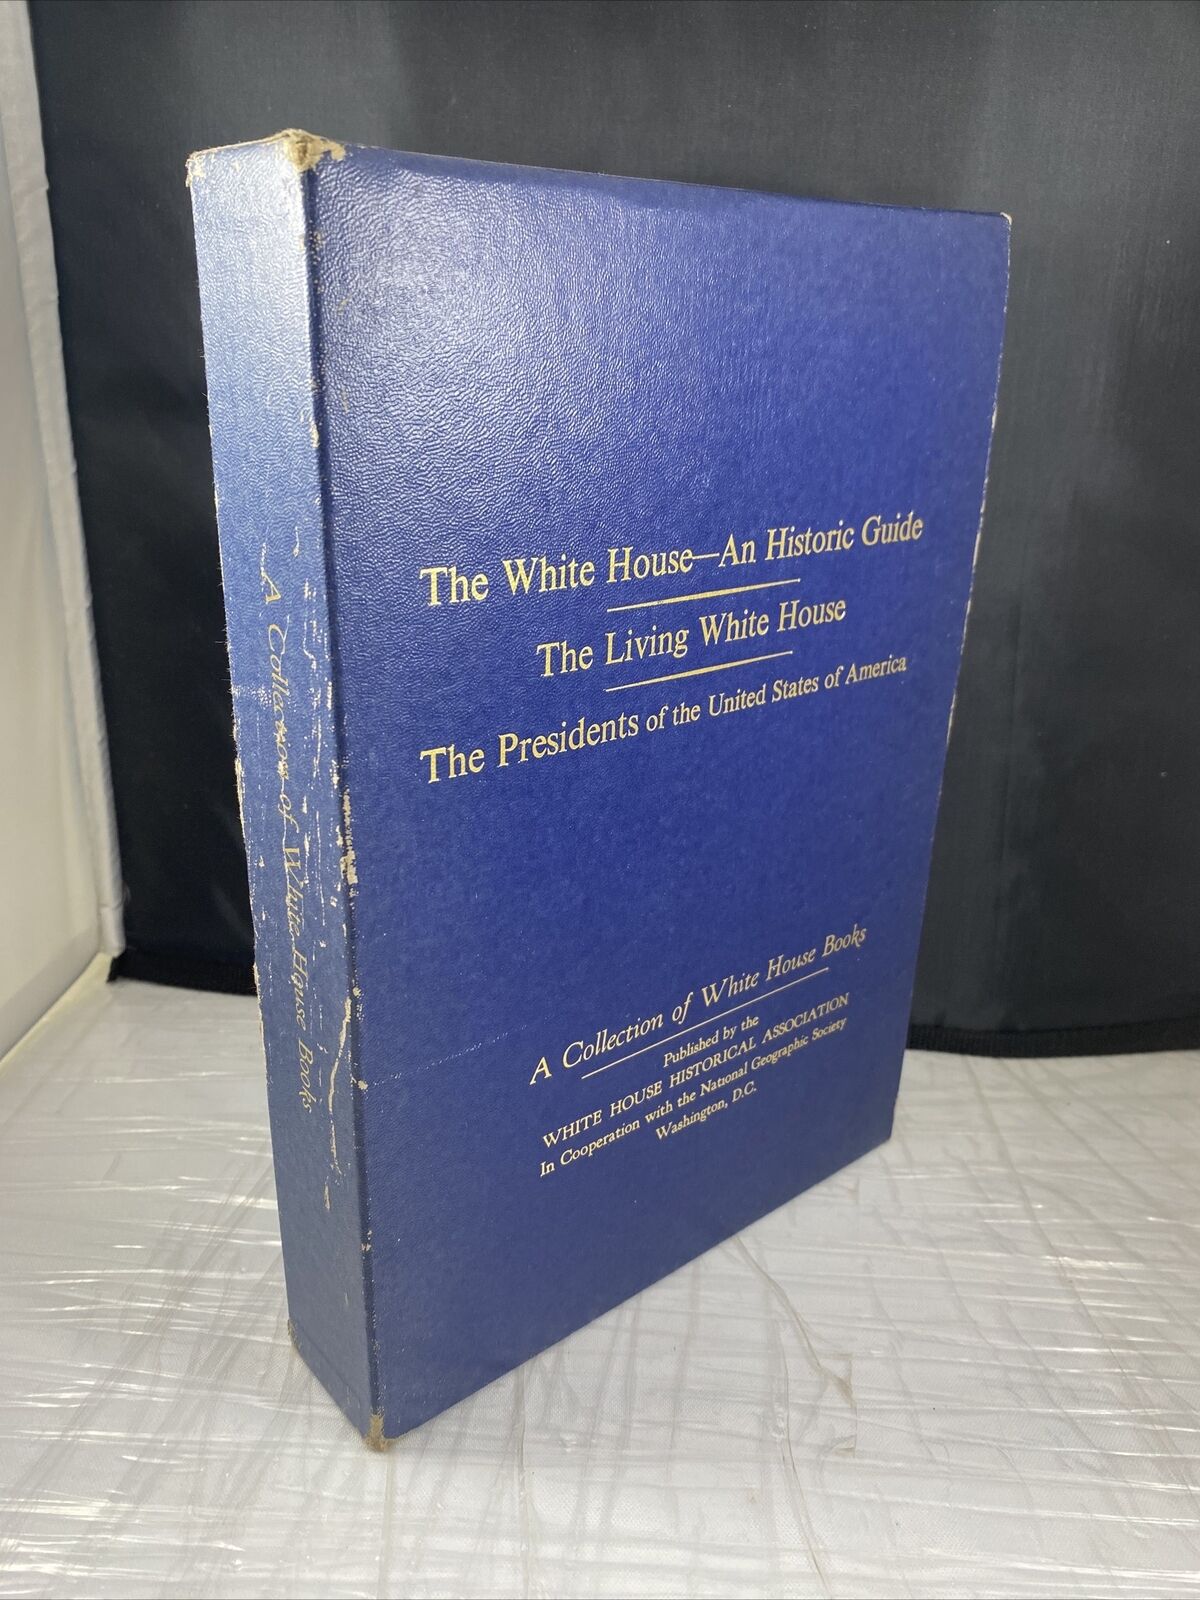 The White House—An Historic Guide
The Living White House
The Presidents of the United States of America
A Collection of White House Books
Published by the
WHITE HOUSE HISTORICAL ASSOCIATION
In Cooperation with the National Geographic Society
Washington, D.C.
A Collection of White House Books